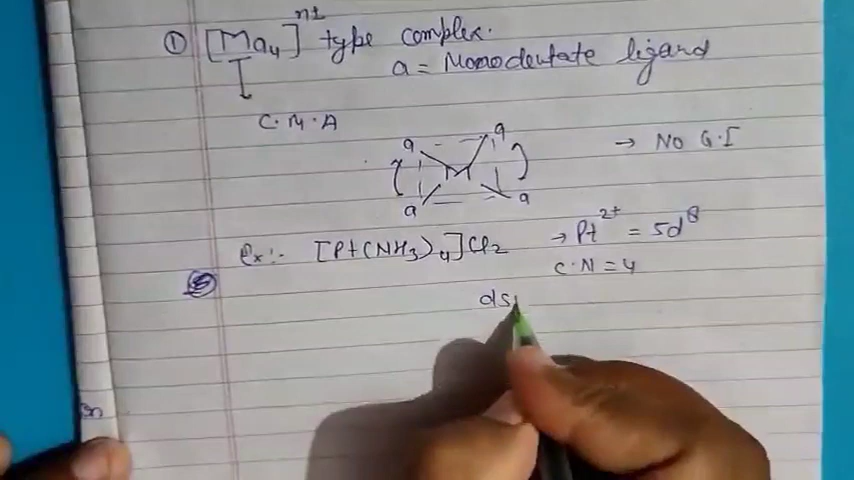 ① [Ma₄]ⁿ± type complex.
a = Monodentate ligand
C.M.A
a a → No G.I
M
a a
Ex:- [Pt(NH₃)₄]Cl₂ → Pt²⁺ = 5d⁸
C.N = 4
ds